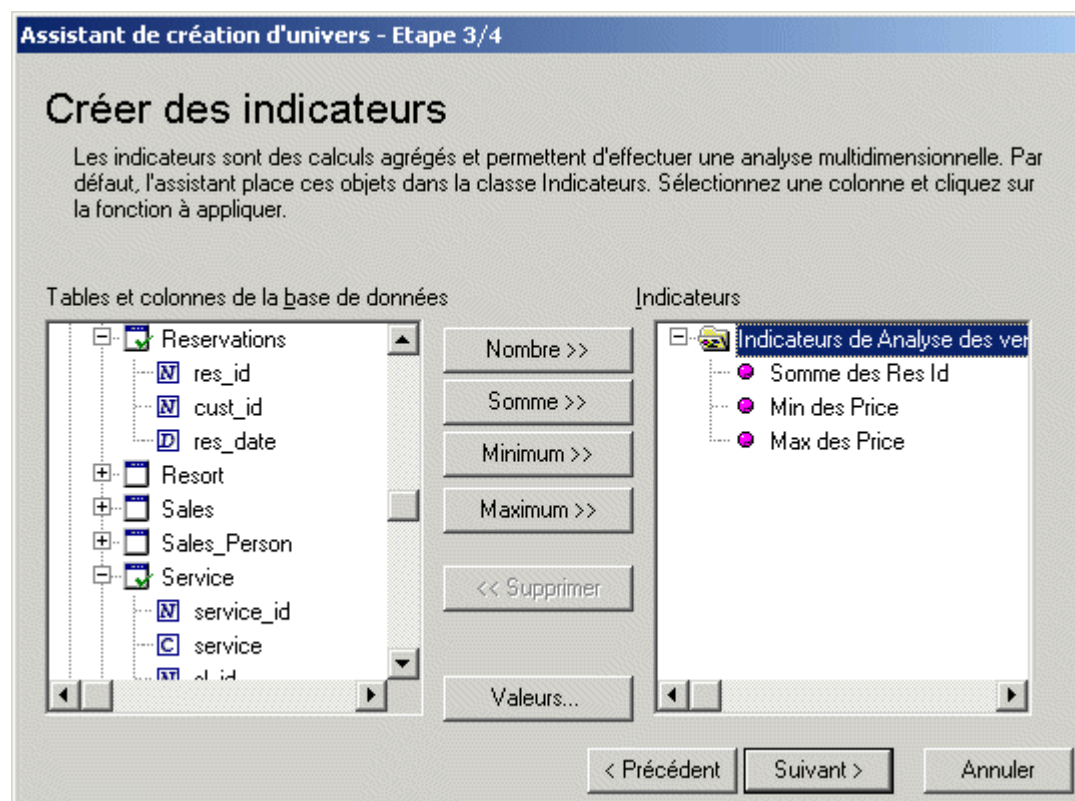 Assistant de création d'univers - Etape 3/4
Créer des indicateurs
Les indicateurs sont des calculs agrégés et permettent d'effectuer une analyse multidimensionnelle. Par
défaut, l'assistant place ces objets dans la classe Indicateurs. Sélectionnez une colonne et cliquez sur
la fonction à appliquer.
Tables et colonnes de la base de données
Reservations
N res_id
N cust_id
D res_date
Resort
Sales
Sales_Person
Service
N service_id
C service
Nombre >>
Somme >>
Minimum >>
Maximum >>
<< Supprimer
Valeurs...
Indicateurs
Indicateurs de Analyse des ver
Somme des Res Id
Min des Price
Max des Price
< Précédent
Suivant >
Annuler